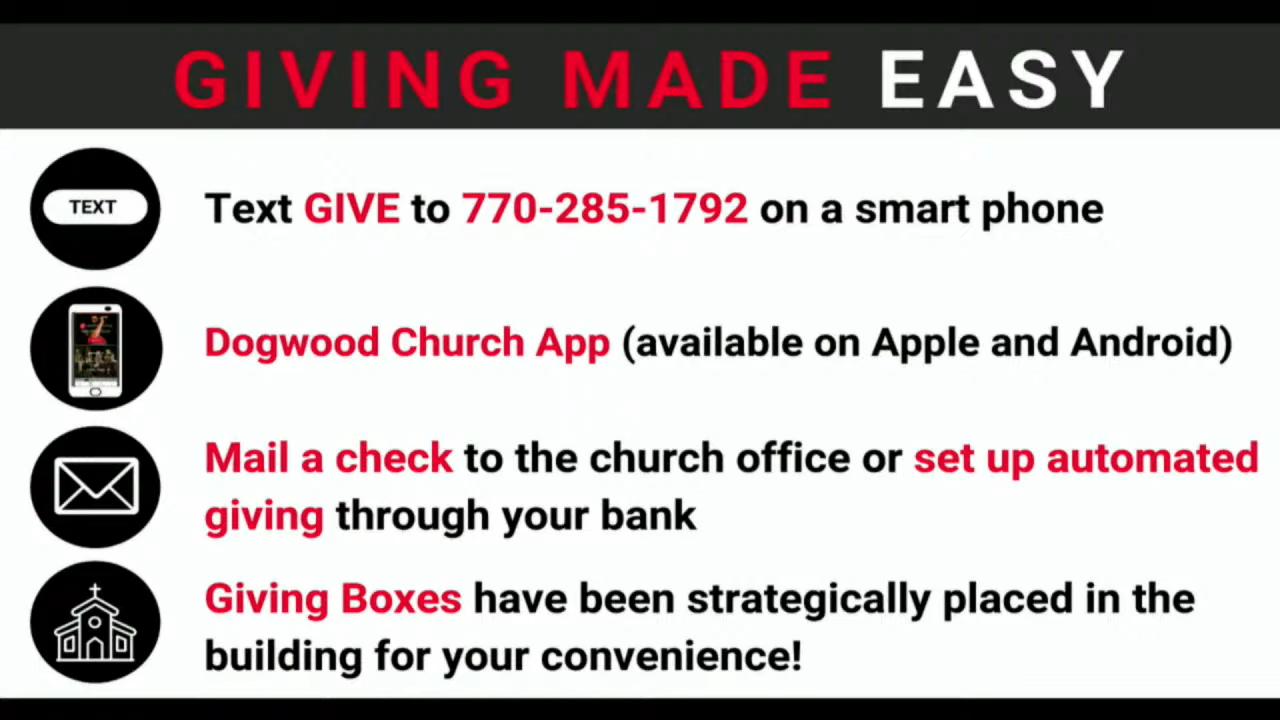 GIVING MADE EASY
TEXT
Text GIVE to 770-285-1792 on a smart phone
Dogwood Church App (available on Apple and Android)
Mail a check to the church office or set up automated
giving through your bank
Giving Boxes have been strategically placed in the
building for your convenience!